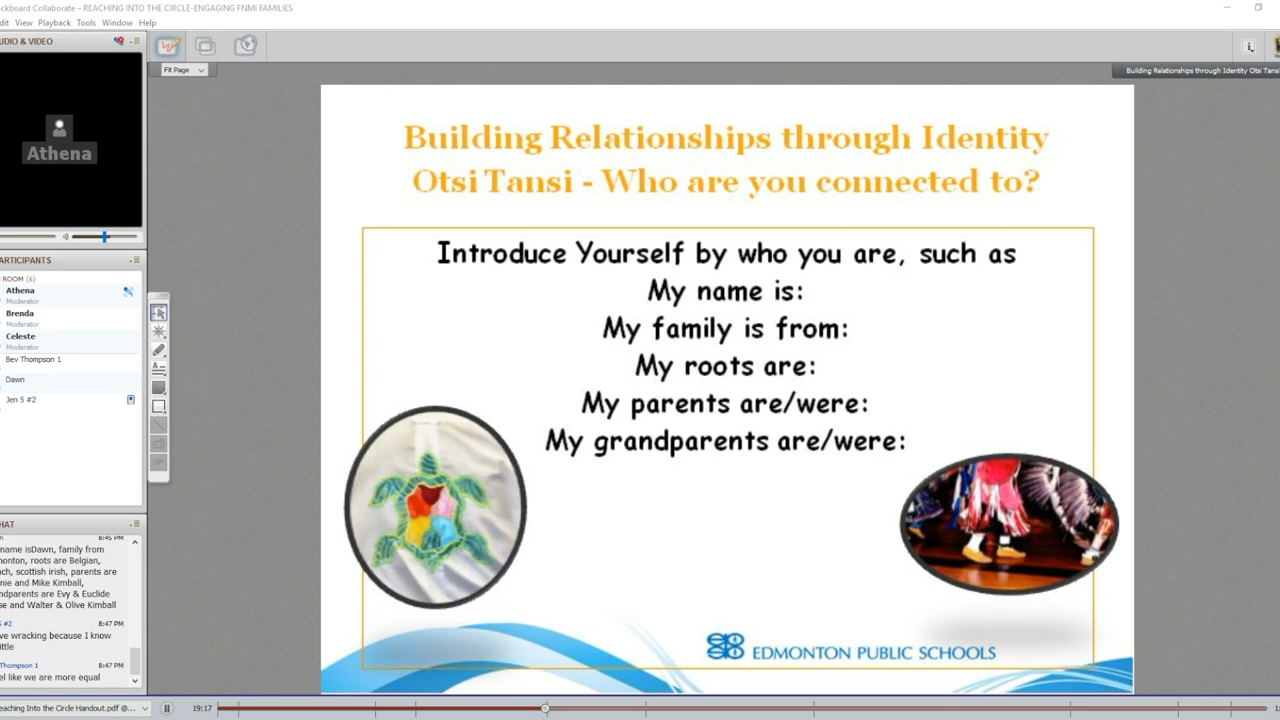 ckboard Collaborate – REACHING INTO THE CIRCLE-ENGAGING FNMI FAMILIES
dit View Playback Tools Window Help
UDIO & VIDEO
Fit Page
Building Relationships through Identity Otsi Tansi
Athena
Building Relationships through Identity
Otsi Tansi - Who are you connected to?
Introduce Yourself by who you are, such as
My name is:
My family is from:
My roots are:
My parents are/were:
My grandparents are/were:
EDMONTON PUBLIC SCHOOLS
ARTICIPANTS
ROOM (6)
Athena
Moderator
Brenda
Moderator
Celeste
Moderator
Bev Thompson 1
Dawn
Jen S #2
HAT
8:45 PM
name isDawn, family from
monton, roots are Belgian,
nch, scottish irish, parents are
nie and Mike Kimball,
ndparents are Evy & Euclide
se and Walter & Olive Kimball
S #2 8:47 PM
ve wracking because I know
ittle
Thompson 1 8:47 PM
el like we are more equal
eaching Into the Circle Handout.pdf @...
19:17